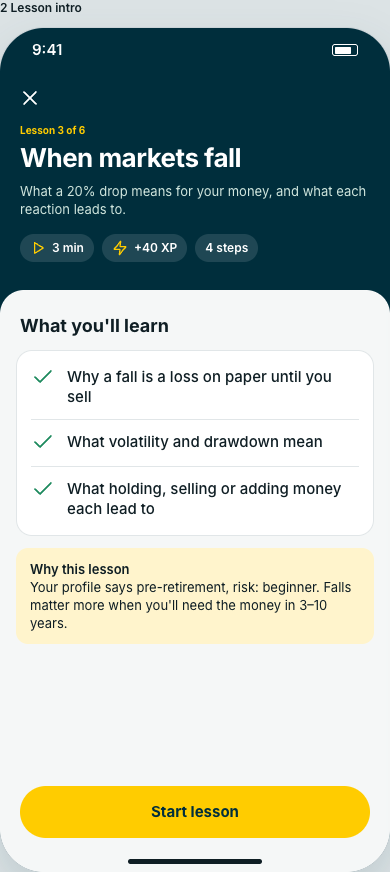 2 Lesson intro
9:41
Lesson 3 of 6
When markets fall
What a 20% drop means for your money, and what each
reaction leads to.
3 min
+40 XP
4 steps
What you'll learn
Why a fall is a loss on paper until you
sell
What volatility and drawdown mean
What holding, selling or adding money
each lead to
Why this lesson
Your profile says pre-retirement, risk: beginner. Falls
matter more when you'll need the money in 3–10
years.
Start lesson